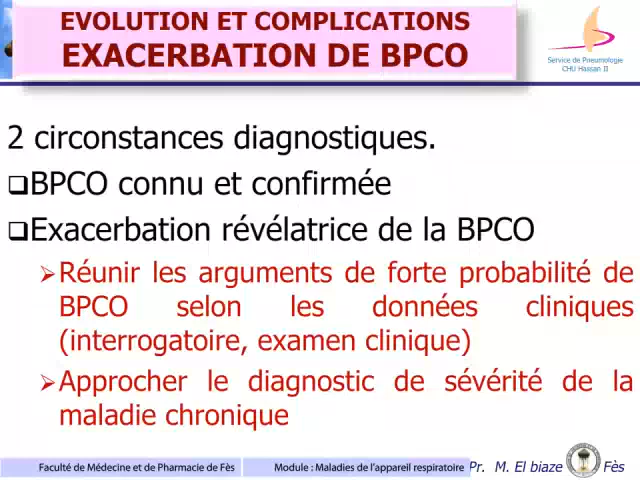 EVOLUTION ET COMPLICATIONS
EXACERBATION DE BPCO
Service de Pneumologie
CHU Hassan II
2 circonstances diagnostiques.
❑BPCO connu et confirmée
❑Exacerbation révélatrice de la BPCO
➢Réunir les arguments de forte probabilité de
BPCO selon les données cliniques
(interrogatoire, examen clinique)
➢Approcher le diagnostic de sévérité de la
maladie chronique
Faculté de Médecine et de Pharmacie de Fès Module : Maladies de l'appareil respiratoire Pr. M. El biaze Fès